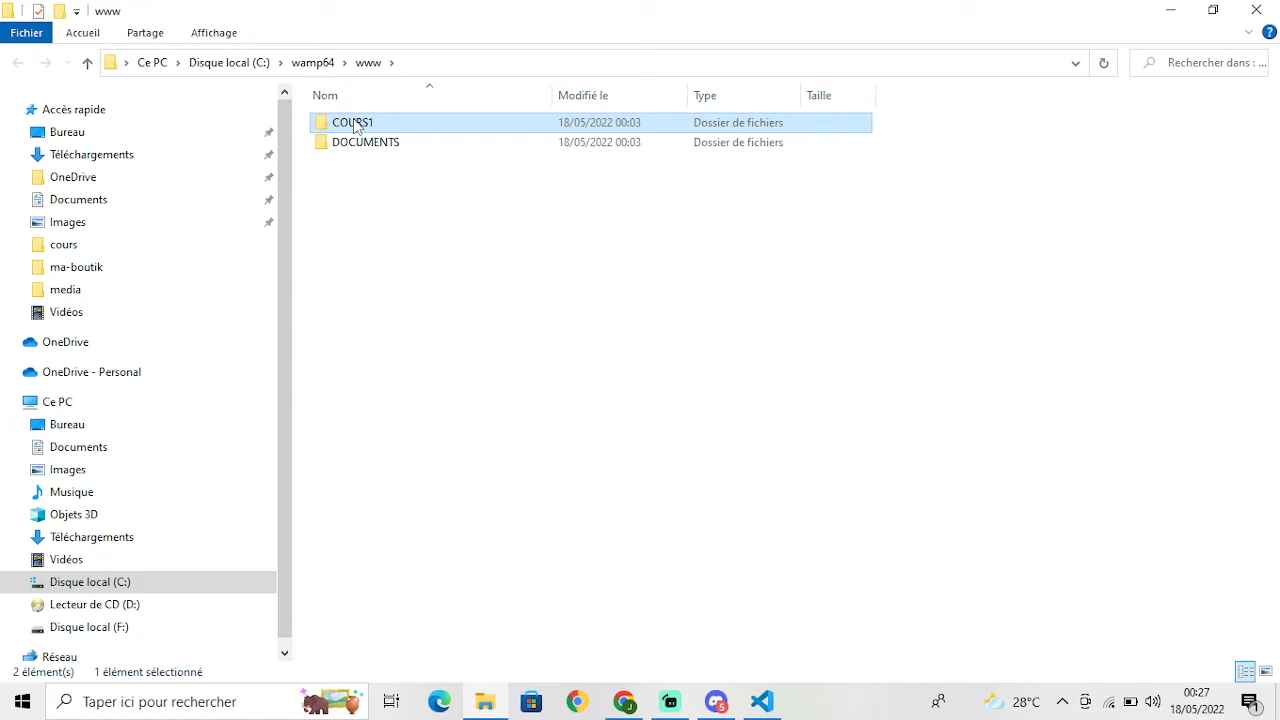 www
Fichier Accueil Partage Affichage
Ce PC Disque local (C:) wamp64 www
Rechercher dans : ...
Nom Modifié le Type Taille
COURS1 18/05/2022 00:03 Dossier de fichiers
DOCUMENTS 18/05/2022 00:03 Dossier de fichiers
Accès rapide
Bureau
Téléchargements
OneDrive
Documents
Images
cours
ma-boutik
media
Vidéos
OneDrive
OneDrive - Personal
Ce PC
Bureau
Documents
Images
Musique
Objets 3D
Téléchargements
Vidéos
Disque local (C:)
Lecteur de CD (D:)
Disque local (F:)
Réseau
2 élément(s) 1 élément sélectionné
Taper ici pour rechercher
J
5
28°C
00:27
18/05/2022
1